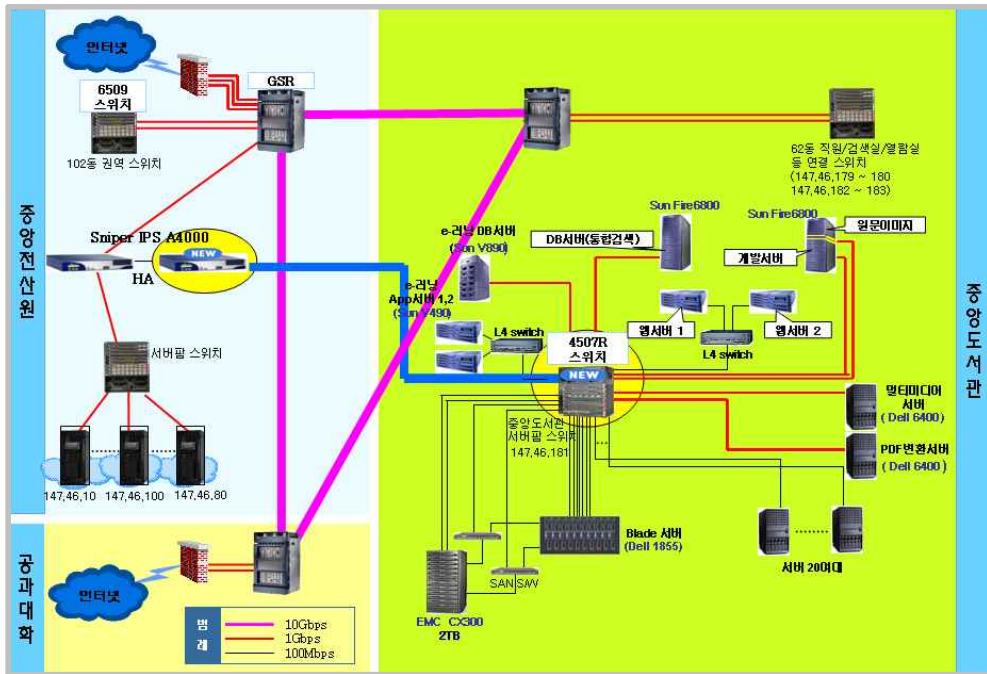 중앙전산원
인터넷
6509
스위치
102동 권역 스위치
GSR
Sniper IPS A4000
NEW
HA
서버팜 스위치
147,46,10
147,46,100
147,46,80
공과대화
인터넷
범
례
10Gbps
1Gbps
100Mbps
중앙도서관
62동 직원/검색실/열람실
등 연결 스위치
(147,46,179 ~ 180
147,46,182 ~ 183)
e-러닝 DB서버
(Sun V890)
e-러닝
App서버 1,2
(Sun V490)
L4 switch
Sun Fire6800
DB서버(통합검색)
Sun Fire6800
원문이미지
개발서버
웹서버 1
웹서버 2
L4 switch
4507R
스위치
NEW
중앙도서관
서버팜 스위치
147,46,181
멀티미디어
서버
(Dell 6400)
PDF변환서버
(Dell 6400)
Blade 서버
(Dell 1855)
SAN S/W
EMC CX300
2TB
서버 20여대